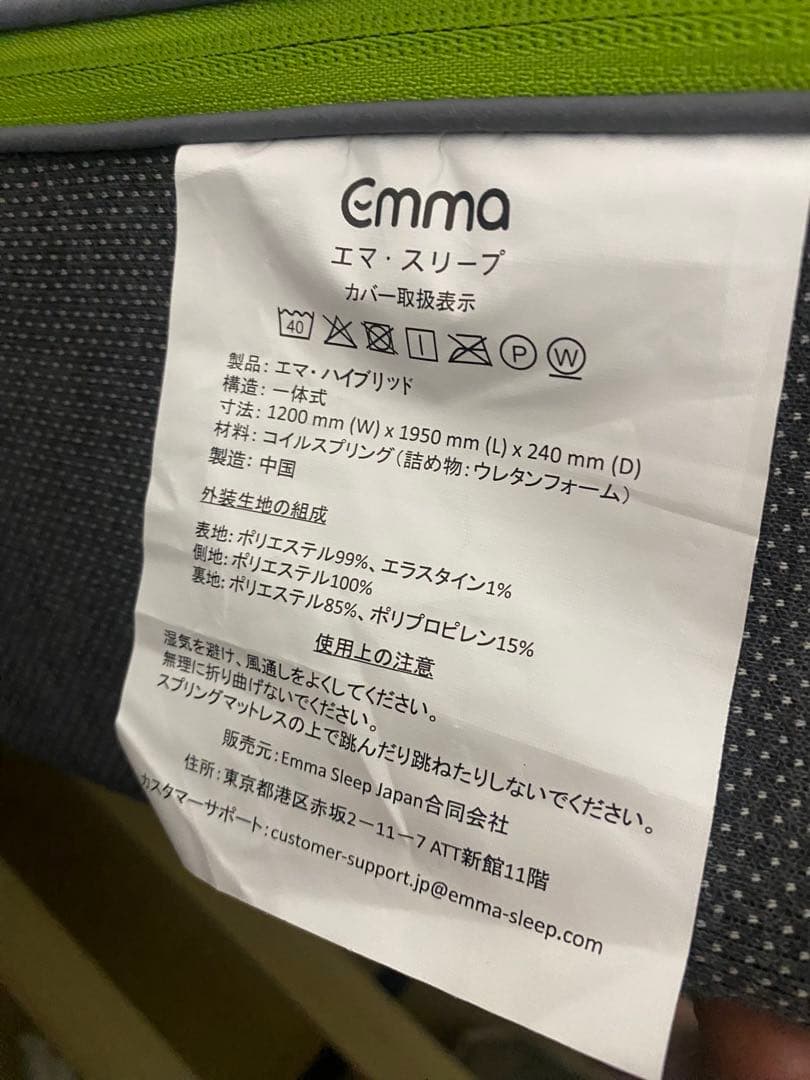 emma
エマ・スリープ
カバー取扱表示
40 P W
製品: エマ・ハイブリッド
構造: 一体式
寸法: 1200 mm (W) x 1950 mm (L) x 240 mm (D)
材料: コイルスプリング（詰め物：ウレタンフォーム）
製造: 中国
外装生地の組成
表地: ポリエステル99%、エラスタイン1%
側地: ポリエステル100%
裏地: ポリエステル85%、ポリプロピレン15%
使用上の注意
湿気を避け、風通しをよくしてください。
無理に折り曲げないでください。
スプリングマットレスの上で跳んだり跳ねたりしないでください。
販売元：Emma Sleep Japan合同会社
住所：東京都港区赤坂2－11－7 ATT新館11階
カスタマーサポート：customer-support.jp@emma-sleep.com